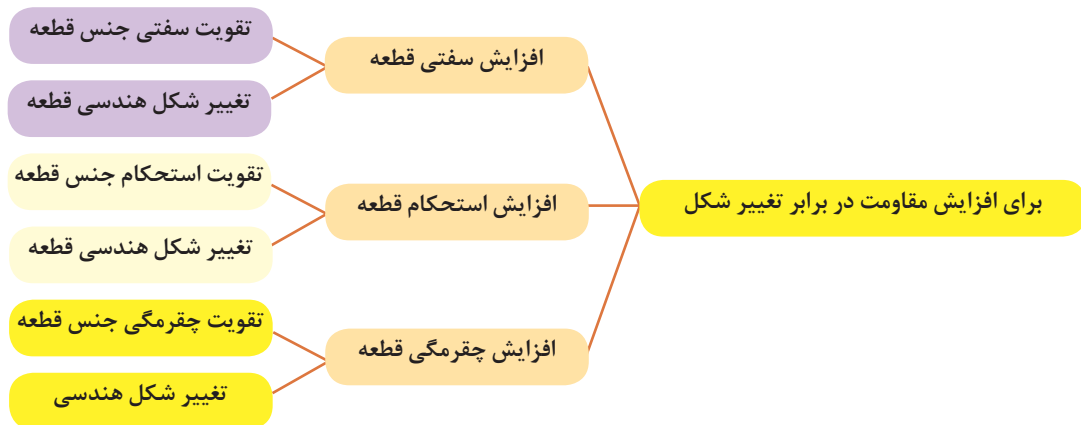 برای افزایش مقاومت در برابر تغییر شکل
افزایش سفتی قطعه
تقویت سفتی جنس قطعه
تغییر شکل هندسی قطعه
افزایش استحکام قطعه
تقویت استحکام جنس قطعه
تغییر شکل هندسی قطعه
افزایش چقرمگی قطعه
تقویت چقرمگی جنس قطعه
تغییر شکل هندسی